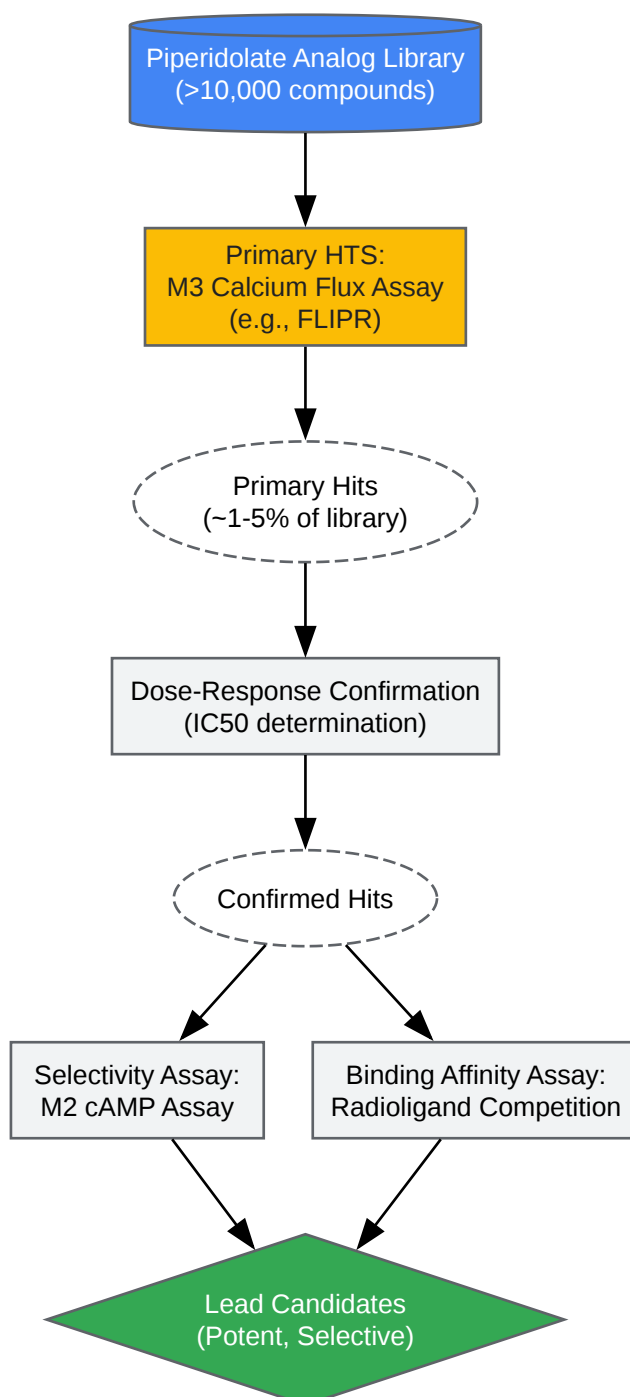 Piperidolate Analog Library
(>10,000 compounds)
Primary HTS:
M3 Calcium Flux Assay
(e.g., FLIPR)
Primary Hits
(~1-5% of library)
Dose-Response Confirmation
(IC50 determination)
Confirmed Hits
Selectivity Assay:
M2 cAMP Assay
Binding Affinity Assay:
Radioligand Competition
Lead Candidates
(Potent, Selective)